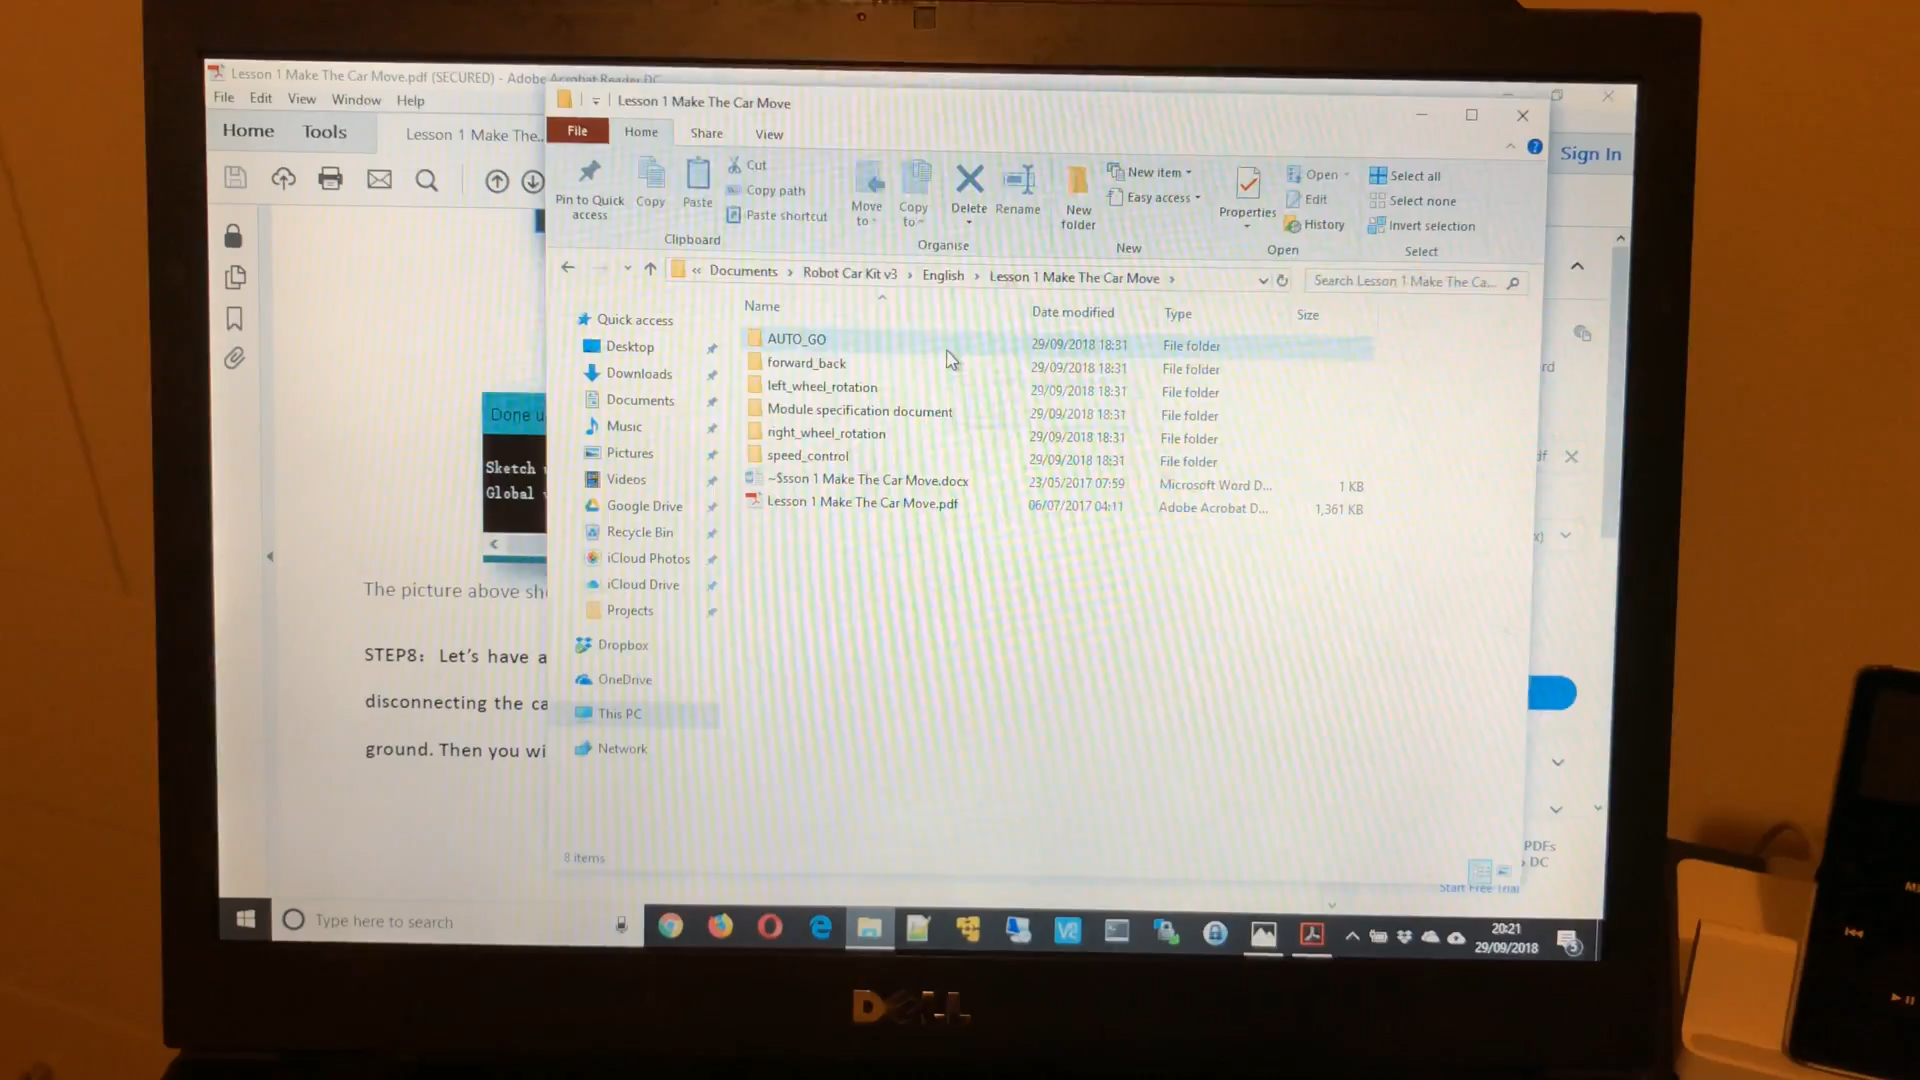 Lesson 1 Make The Car Move.pdf (SECURED) - Adobe Acrobat Reader DC
File Edit View Window Help
Home Tools Lesson 1 Make The...
Sign In
Lesson 1 Make The Car Move
File Home Share View
Pin to Quick access
Copy
Paste
Cut
Copy path
Paste shortcut
Clipboard
Move to
Copy to
Delete
Rename
Organise
New folder
New item
Easy access
New
Properties
Open
Edit
History
Open
Select all
Select none
Invert selection
Select
« Documents › Robot Car Kit v3 › English › Lesson 1 Make The Car Move ›
Search Lesson 1 Make The Ca...
Name Date modified Type Size
Quick access
Desktop
Downloads
Documents
Music
Pictures
Videos
Google Drive
Recycle Bin
iCloud Photos
iCloud Drive
Projects
Dropbox
OneDrive
This PC
Network
AUTO_GO 29/09/2018 18:31 File folder
forward_back 29/09/2018 18:31 File folder
left_wheel_rotation 29/09/2018 18:31 File folder
Module specification document 29/09/2018 18:31 File folder
right_wheel_rotation 29/09/2018 18:31 File folder
speed_control 29/09/2018 18:31 File folder
~$sson 1 Make The Car Move.docx 23/05/2017 07:59 Microsoft Word D... 1 KB
Lesson 1 Make The Car Move.pdf 06/07/2017 04:11 Adobe Acrobat D... 1,361 KB
8 items
Done u
Sketch
Global
The picture above sh
STEP8: Let's have a
disconnecting the ca
ground. Then you wi
rd
df
x)
PDFs
DC
Start Free Trial
Type here to search
20:21
29/09/2018
5
DELL